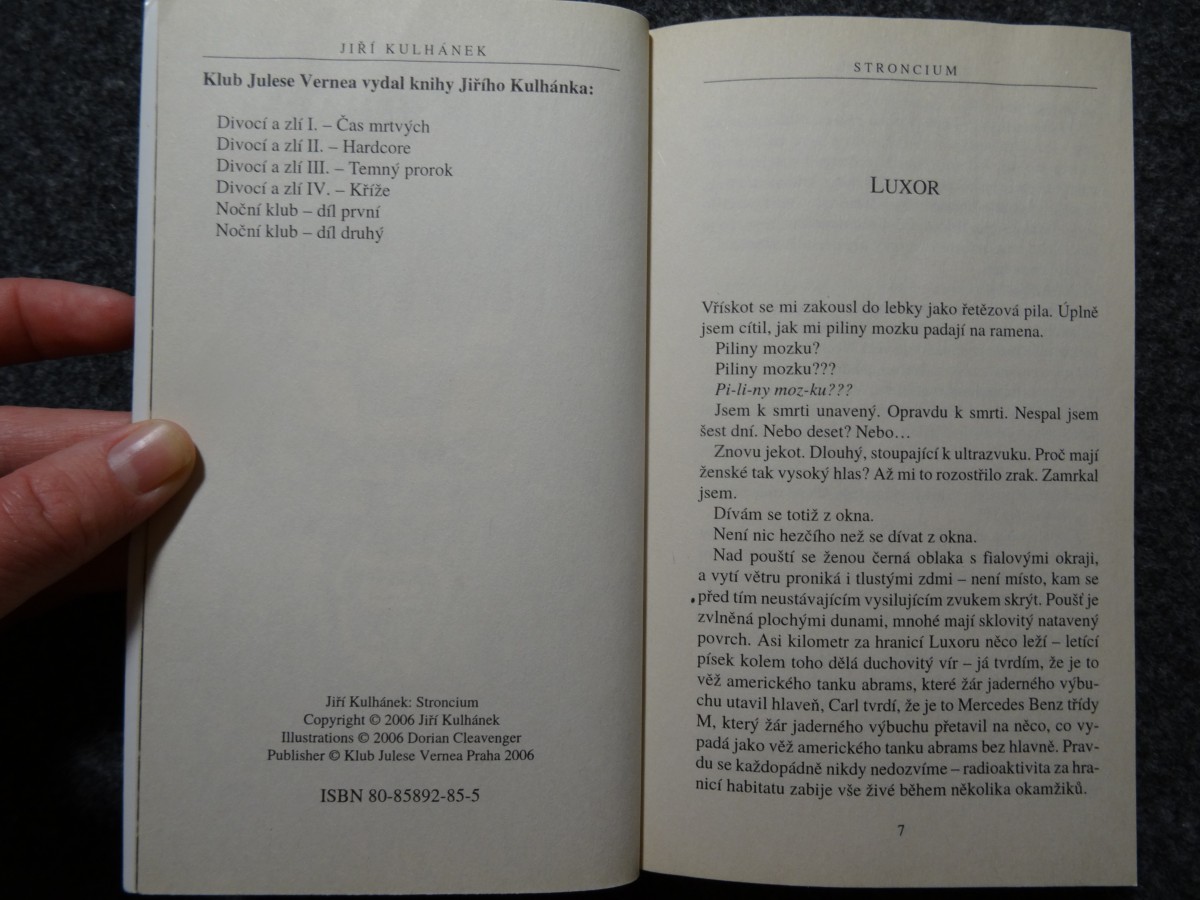 JIŘÍ KULHÁNEK
Klub Julese Vernea vydal knihy Jiřího Kulhánka:
Divocí a zlí I. – Čas mrtvých
Divocí a zlí II. – Hardcore
Divocí a zlí III. – Temný prorok
Divocí a zlí IV. – Kříže
Noční klub – díl první
Noční klub – díl druhý
Jiří Kulhánek: Stroncium
Copyright © 2006 Jiří Kulhánek
Illustrations © 2006 Dorian Cleavenger
Publisher © Klub Julese Vernea Praha 2006
ISBN 80-85892-85-5
STRONCIUM
LUXOR
Vřískot se mi zakousl do lebky jako řetězová pila. Úplně
jsem cítil, jak mi piliny mozku padají na ramena.
Piliny mozku?
Piliny mozku???
Pi-li-ny moz-ku???
Jsem k smrti unavený. Opravdu k smrti. Nespal jsem
šest dní. Nebo deset? Nebo…
Znovu jekot. Dlouhý, stoupající k ultrazvuku. Proč mají
ženské tak vysoký hlas? Až mi to rozostřilo zrak. Zamrkal
jsem.
Dívám se totiž z okna.
Není nic hezčího než se dívat z okna.
Nad pouští se ženou černá oblaka s fialovými okraji,
a vytí větru proniká i tlustými zdmi – není místo, kam se
před tím neustávajícím vysilujícím zvukem skrýt. Poušť je
zvlněná plochými dunami, mnohé mají sklovitý natavený
povrch. Asi kilometr za hranicí Luxoru něco leží – letící
písek kolem toho dělá duchovitý vír – já tvrdím, že je to
věž amerického tanku abrams, které žár jaderného výbu-
chu utavil hlaveň, Carl tvrdí, že je to Mercedes Benz třídy
M, který žár jaderného výbuchu přetavil na něco, co vy-
padá jako věž amerického tanku abrams bez hlavně. Prav-
du se každopádně nikdy nedozvíme – radioaktivita za hra-
nicí habitatu zabije vše živé během několika okamžiků.
7